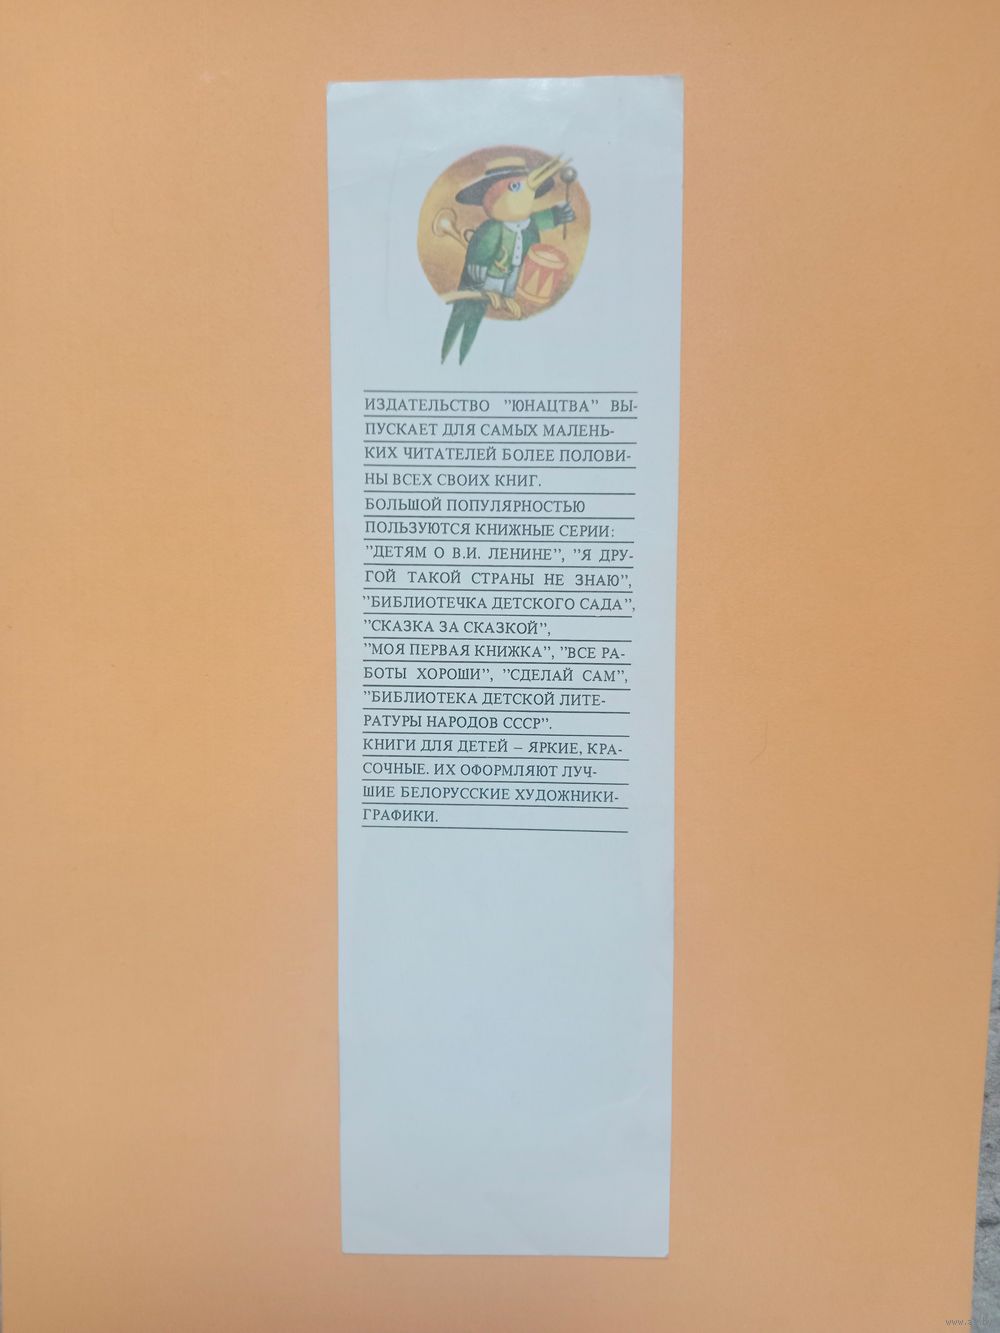 ИЗДАТЕЛЬСТВО ”ЮНАЦТВА” ВЫ-
ПУСКАЕТ ДЛЯ САМЫХ МАЛЕНЬ-
КИХ ЧИТАТЕЛЕЙ БОЛЕЕ ПОЛОВИ-
НЫ ВСЕХ СВОИХ КНИГ.
БОЛЬШОЙ ПОПУЛЯРНОСТЬЮ
ПОЛЬЗУЮТСЯ КНИЖНЫЕ СЕРИИ:
”ДЕТЯМ О В.И. ЛЕНИНЕ”, ”Я ДРУ-
ГОЙ ТАКОЙ СТРАНЫ НЕ ЗНАЮ”,
”БИБЛИОТЕЧКА ДЕТСКОГО САДА”,
”СКАЗКА ЗА СКАЗКОЙ”,
”МОЯ ПЕРВАЯ КНИЖКА”, ”ВСЕ РА-
БОТЫ ХОРОШИ”, ”СДЕЛАЙ САМ”,
”БИБЛИОТЕКА ДЕТСКОЙ ЛИТЕ-
РАТУРЫ НАРОДОВ СССР”.
КНИГИ ДЛЯ ДЕТЕЙ – ЯРКИЕ, КРА-
СОЧНЫЕ. ИХ ОФОРМЛЯЮТ ЛУЧ-
ШИЕ БЕЛОРУССКИЕ ХУДОЖНИКИ-
ГРАФИКИ.